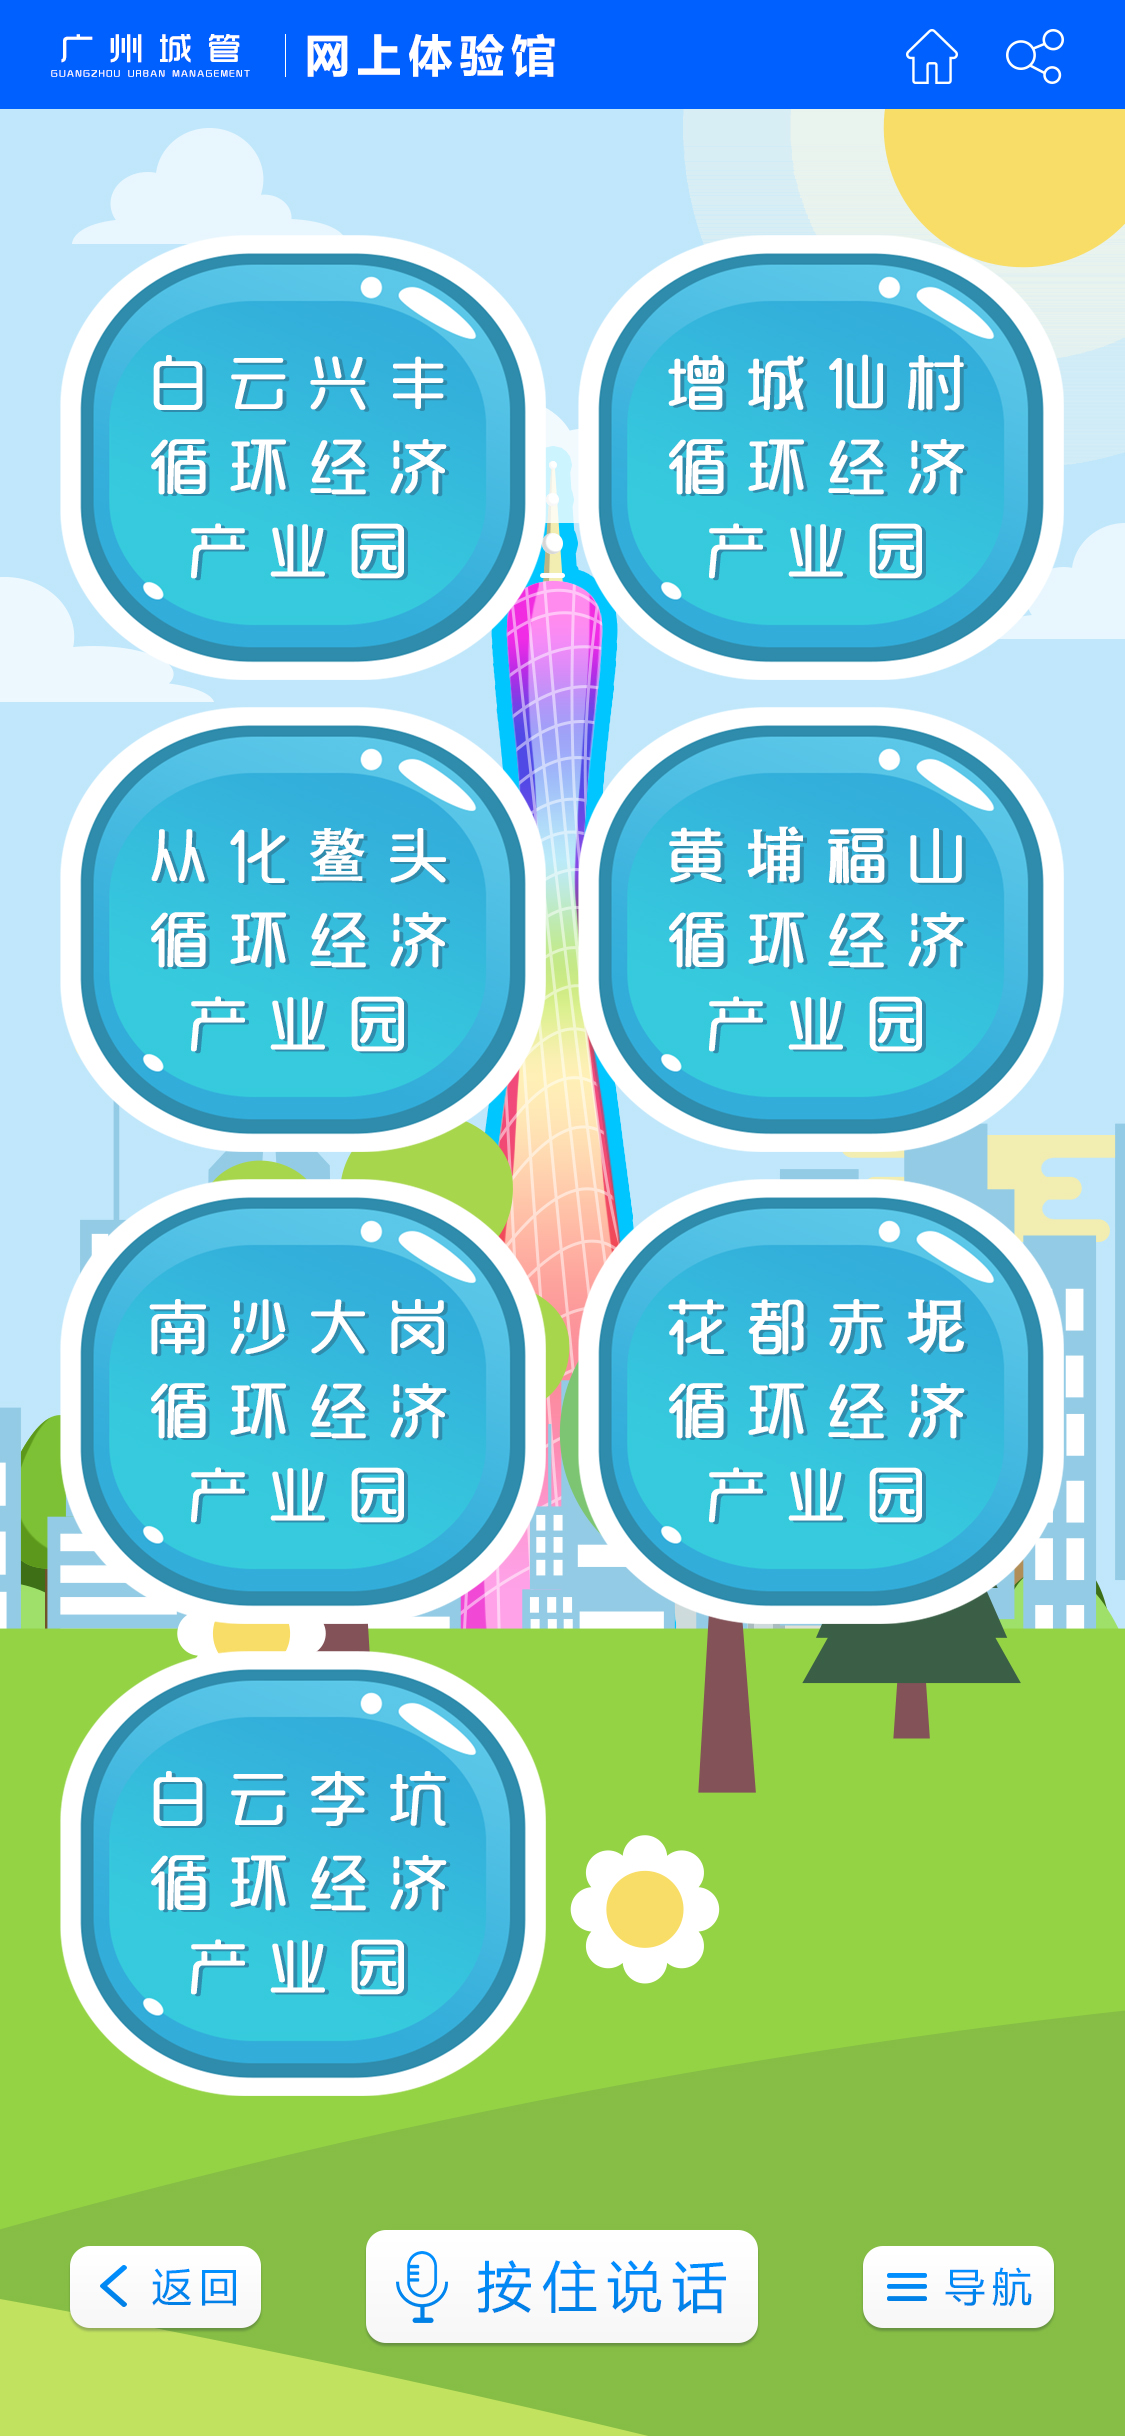 广州城管
GUANGZHOU URBAN MANAGEMENT
网上体验馆
白云兴丰
循环经济
产业园
增城仙村
循环经济
产业园
从化鳌头
循环经济
产业园
黄埔福山
循环经济
产业园
南沙大岗
循环经济
产业园
花都赤坭
循环经济
产业园
白云李坑
循环经济
产业园
返回
按住说话
导航